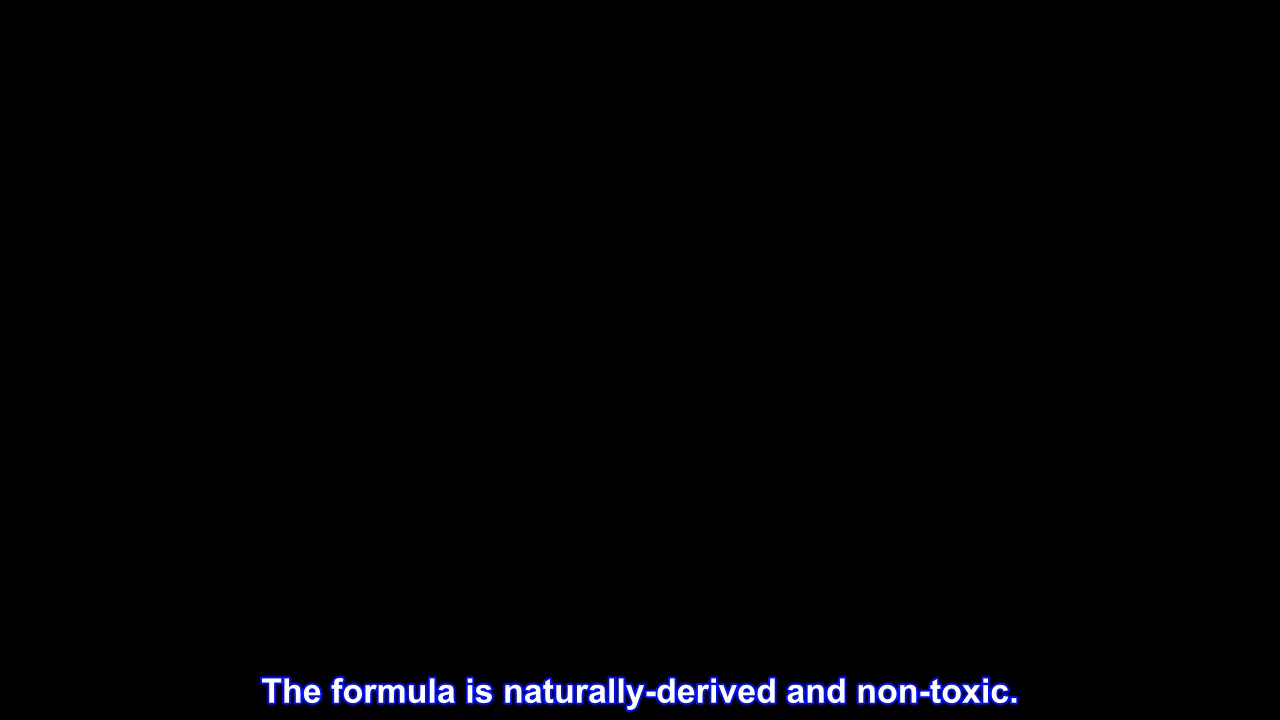 The formula is naturally-derived and non-toxic.